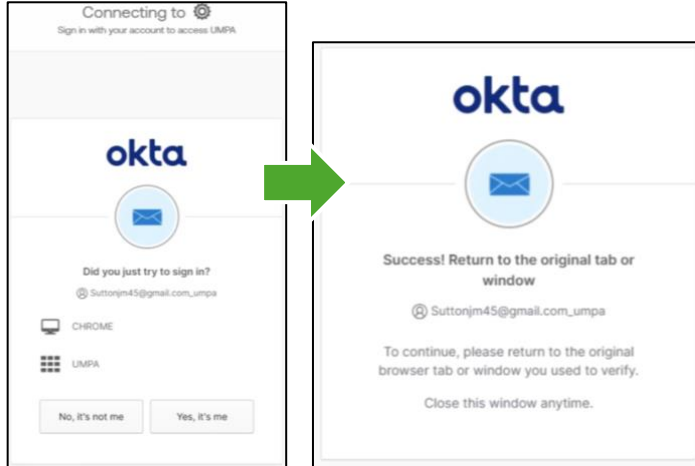 Connecting to
Sign in with your account to access UMPA
okta
Did you just try to sign in?
Suttonjm45@gmail.com_umpa
CHROME
UMPA
No, it's not me
Yes, it's me
okta
Success! Return to the original tab or
window
Suttonjm45@gmail.com_umpa
To continue, please return to the original
browser tab or window you used to verify.
Close this window anytime.